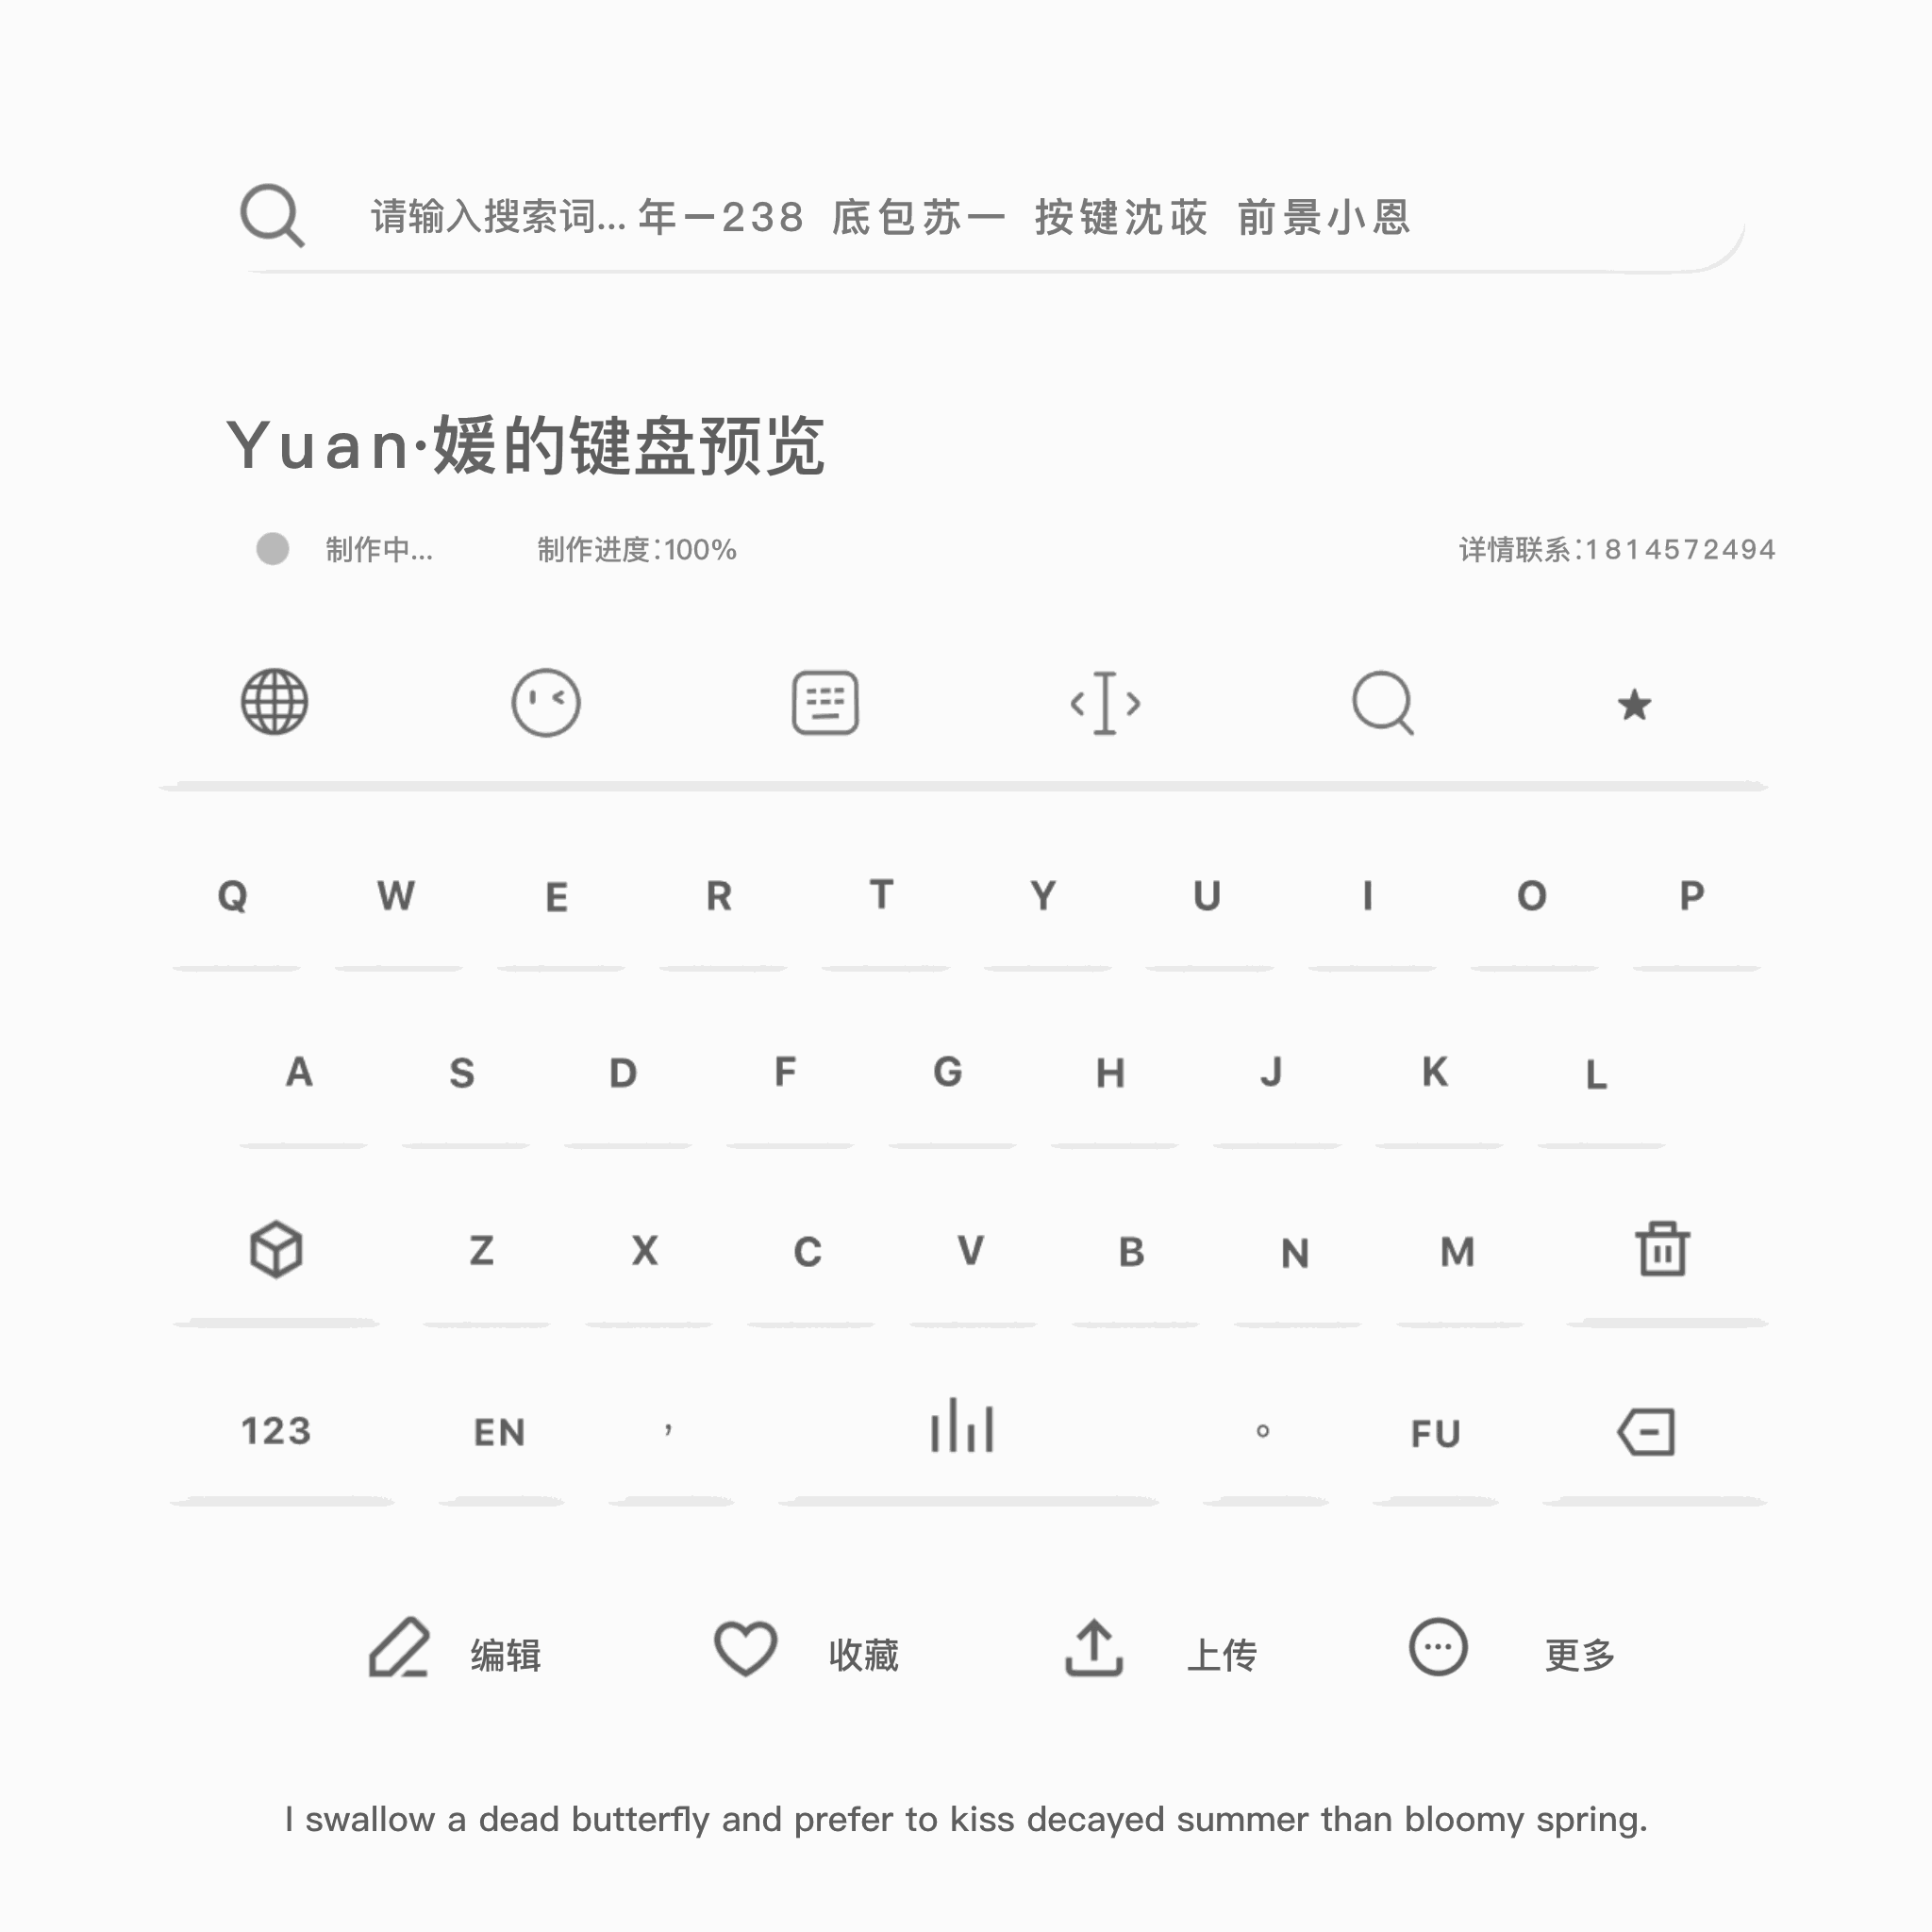 请输入搜索词... 年一238 底包苏一 按键沈荍 前景小恩
Yuan·媛的键盘预览
制作中... 制作进度:100% 详情联系:1814572494
Q W E R T Y U I O P
A S D F G H J K L
Z X C V B N M
123 EN , 。 FU
编辑 收藏 上传 更多
I swallow a dead butterfly and prefer to kiss decayed summer than bloomy spring.